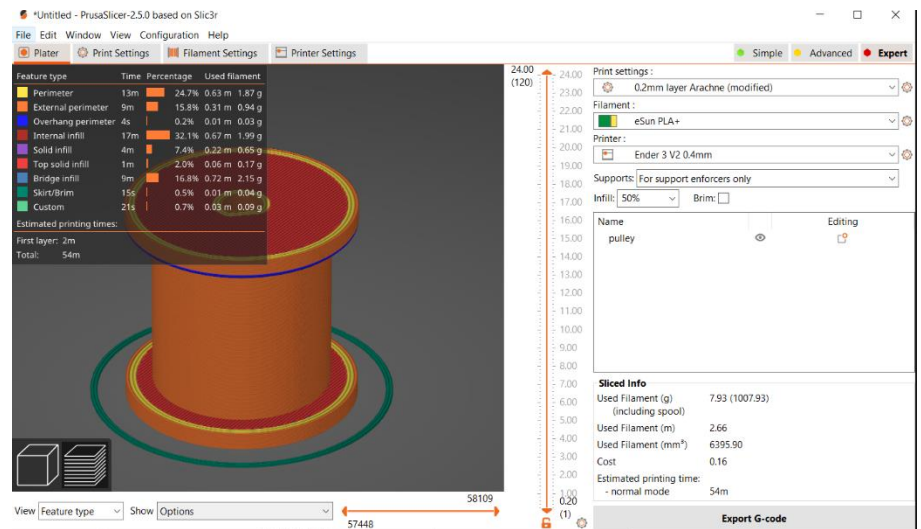 *Untitled - PrusaSlicer-2.5.0 based on Slic3r
File Edit Window View Configuration Help
Plater Print Settings Filament Settings Printer Settings Simple Advanced Expert
Feature type Time Percentage Used filament
Perimeter 13m 24.7% 0.63 m 1.87 g
External perimeter 9m 15.8% 0.31 m 0.94 g
Overhang perimeter 4s 0.2% 0.01 m 0.03 g
Internal infill 17m 32.1% 0.67 m 1.99 g
Solid infill 4m 7.4% 0.22 m 0.65 g
Top solid infill 1m 2.0% 0.06 m 0.17 g
Bridge infill 9m 16.8% 0.72 m 2.15 g
Skirt/Brim 15s 0.5% 0.01 m 0.04 g
Custom 21s 0.7% 0.03 m 0.09 g
Estimated printing times:
First layer: 2m
Total: 54m
View Feature type Show Options
58109
57448
24.00
(120)
24.00
23.00
22.00
21.00
20.00
19.00
18.00
17.00
16.00
15.00
14.00
13.00
12.00
11.00
10.00
9.00
8.00
7.00
6.00
5.00
4.00
3.00
2.00
1.00
0.20
(1)
Print settings :
0.2mm layer Arachne (modified)
Filament :
eSun PLA+
Printer :
Ender 3 V2 0.4mm
Supports: For support enforcers only
Infill: 50% Brim:
Name Editing
pulley
Sliced Info
Used Filament (g) 7.93 (1007.93)
(including spool)
Used Filament (m) 2.66
Used Filament (mm³) 6395.90
Cost 0.16
Estimated printing time:
- normal mode 54m
Export G-code